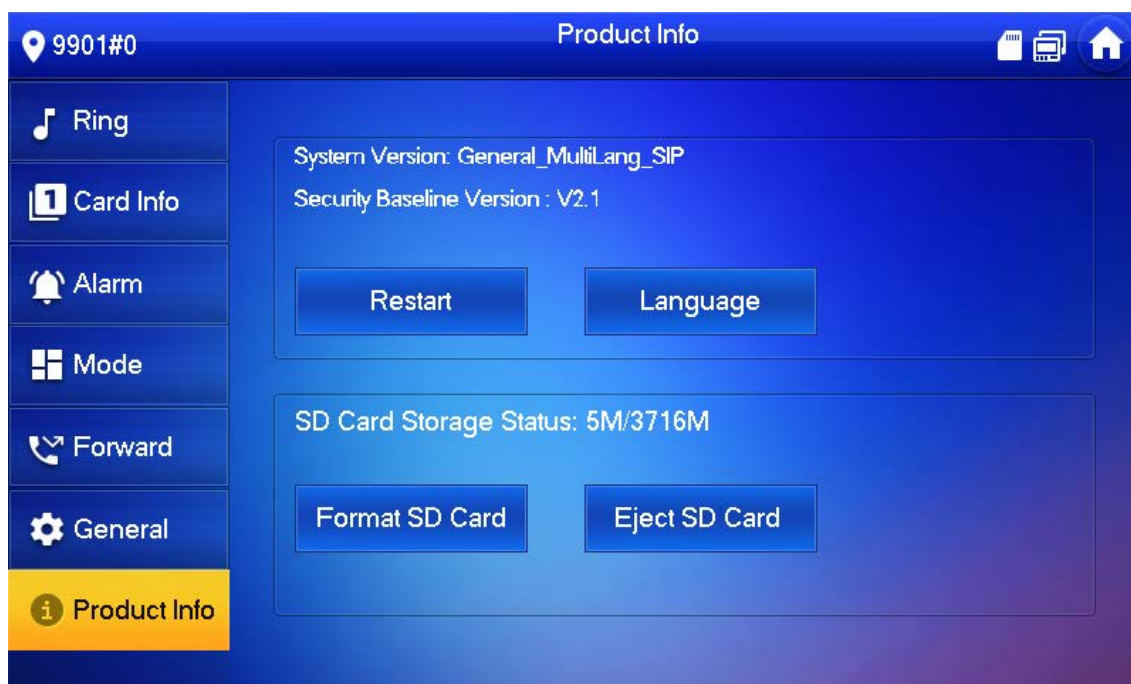 9901#0
Product Info
Ring
Card Info
Alarm
Mode
Forward
General
Product Info
System Version: General_MultiLang_SIP
Security Baseline Version : V2.1
Restart
Language
SD Card Storage Status: 5M/3716M
Format SD Card
Eject SD Card